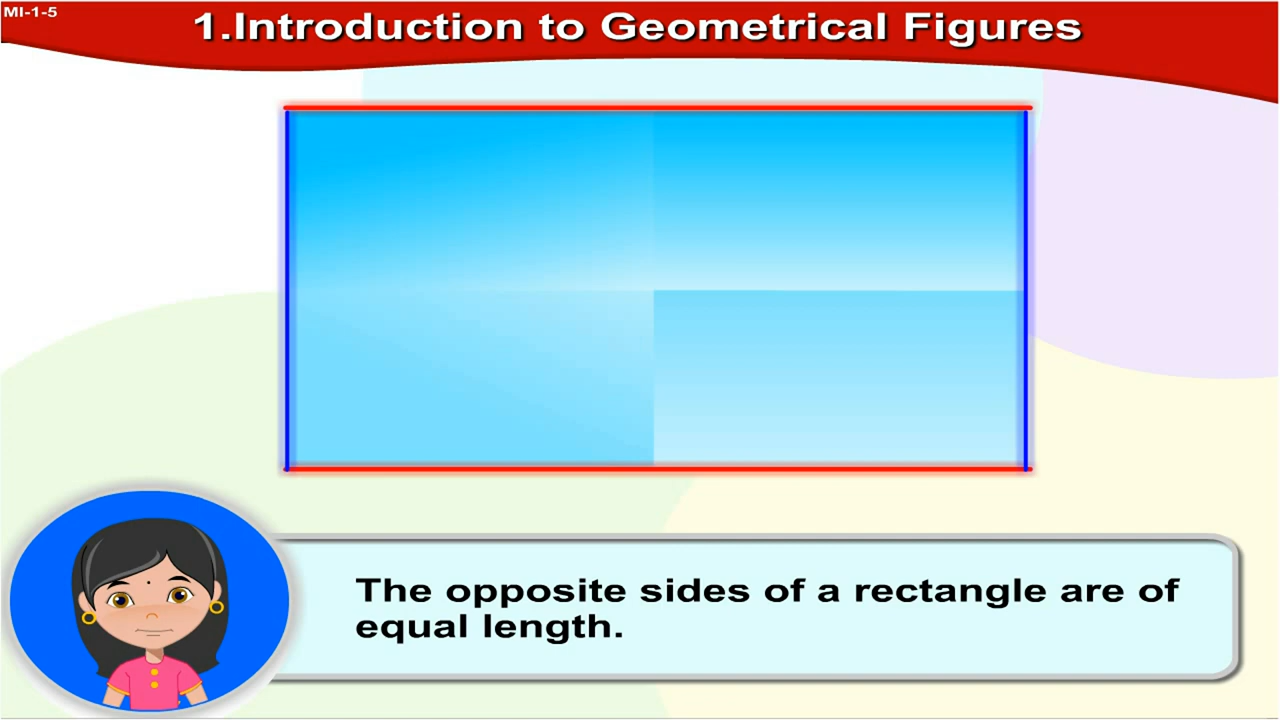 MI-1-5
1.Introduction to Geometrical Figures
The opposite sides of a rectangle are of
equal length.